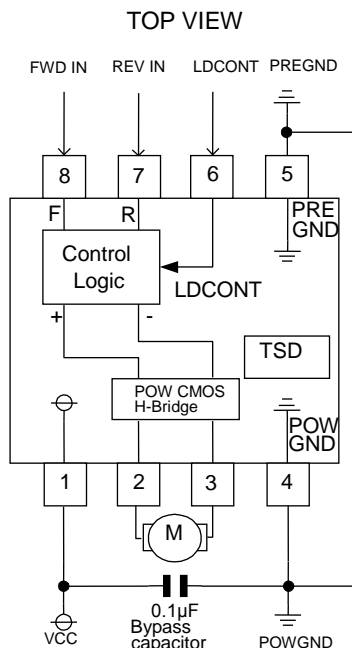 TOP VIEW
FWD IN REV IN LDCONT PREGND
8 7 6 5
F R PRE
GND
Control
Logic
LDCONT
+ -
TSD
POW CMOS
H-Bridge
POW
GND
1 2 3 4
M
0.1µF
Bypass
capacitor
VCC POWGND